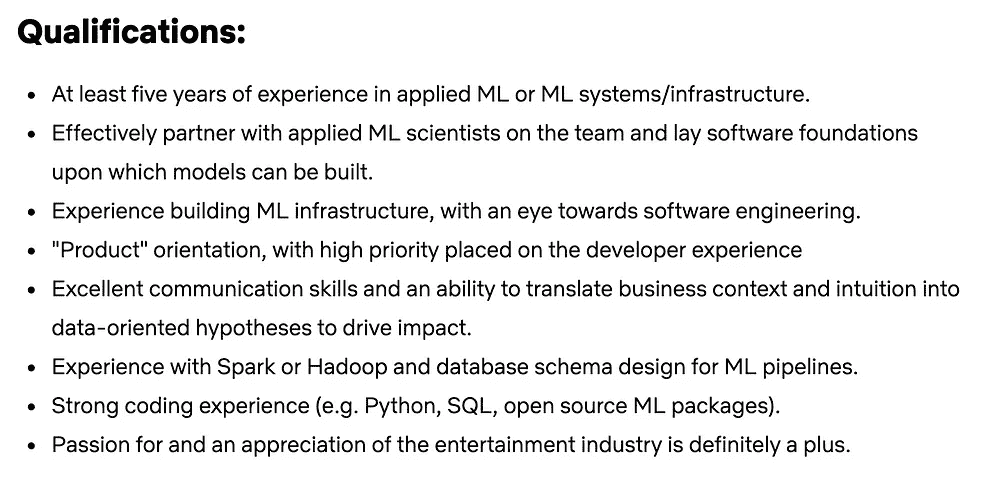 Qualifications:
• At least five years of experience in applied ML or ML systems/infrastructure.
• Effectively partner with applied ML scientists on the team and lay software foundations
upon which models can be built.
• Experience building ML infrastructure, with an eye towards software engineering.
• "Product" orientation, with high priority placed on the developer experience
• Excellent communication skills and an ability to translate business context and intuition into
data-oriented hypotheses to drive impact.
• Experience with Spark or Hadoop and database schema design for ML pipelines.
• Strong coding experience (e.g. Python, SQL, open source ML packages).
• Passion for and an appreciation of the entertainment industry is definitely a plus.